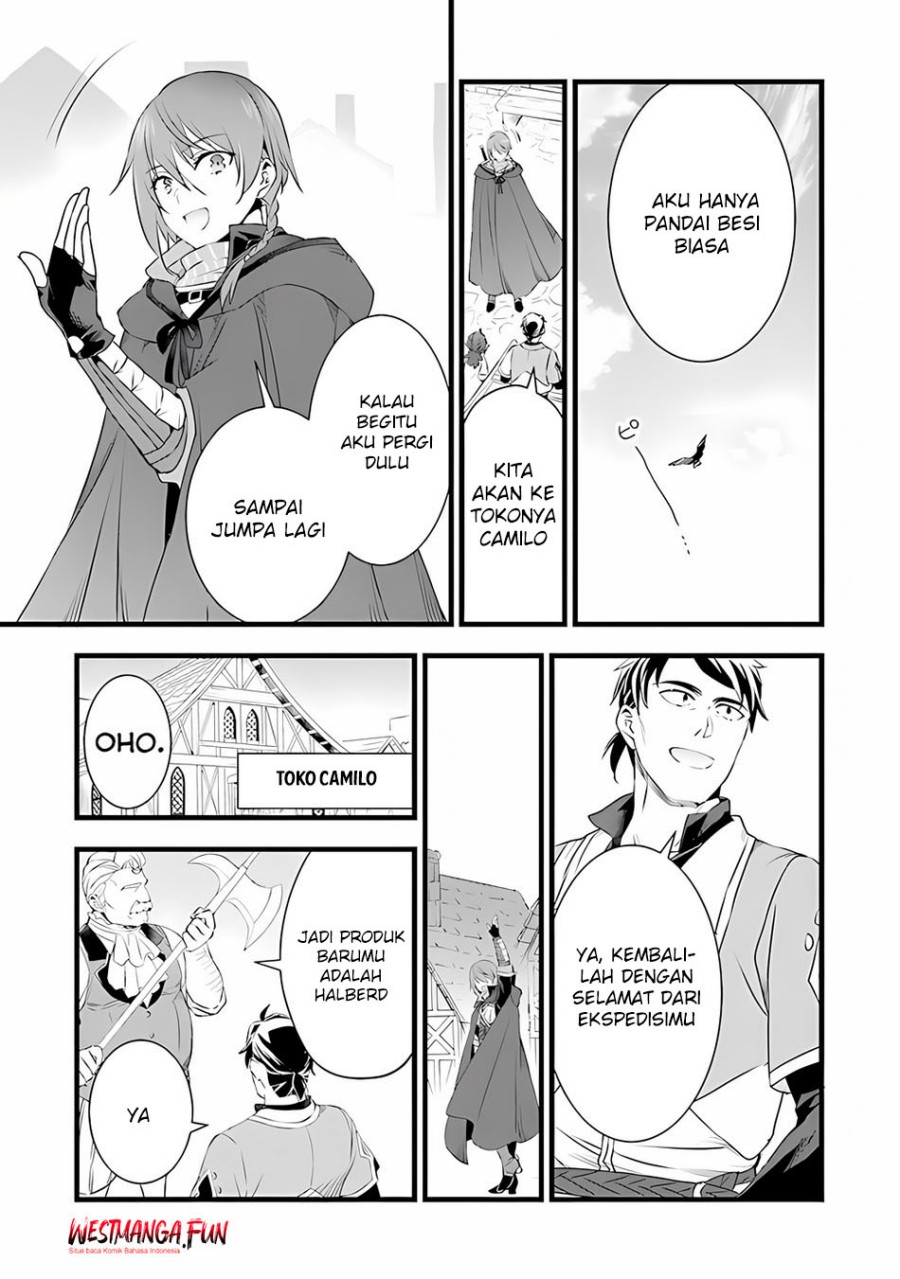 AKU HANYA
PANDAI BESI
BIASA
ピ
KITA
AKAN KE
TOKONYA
CAMILO
KALAU
BEGITU
AKU PERGI
DULU
SAMPAI
JUMPA LAGI
YA, KEMBALI-
LAH DENGAN
SELAMAT DARI
EKSPEDISIMU
OHO.
TOKO CAMILO
JADI PRODUK
BARUMU
ADALAH
HALBERD
YA
WESTMANGA.FUN
Situs baca Komik Bahasa Indonesia